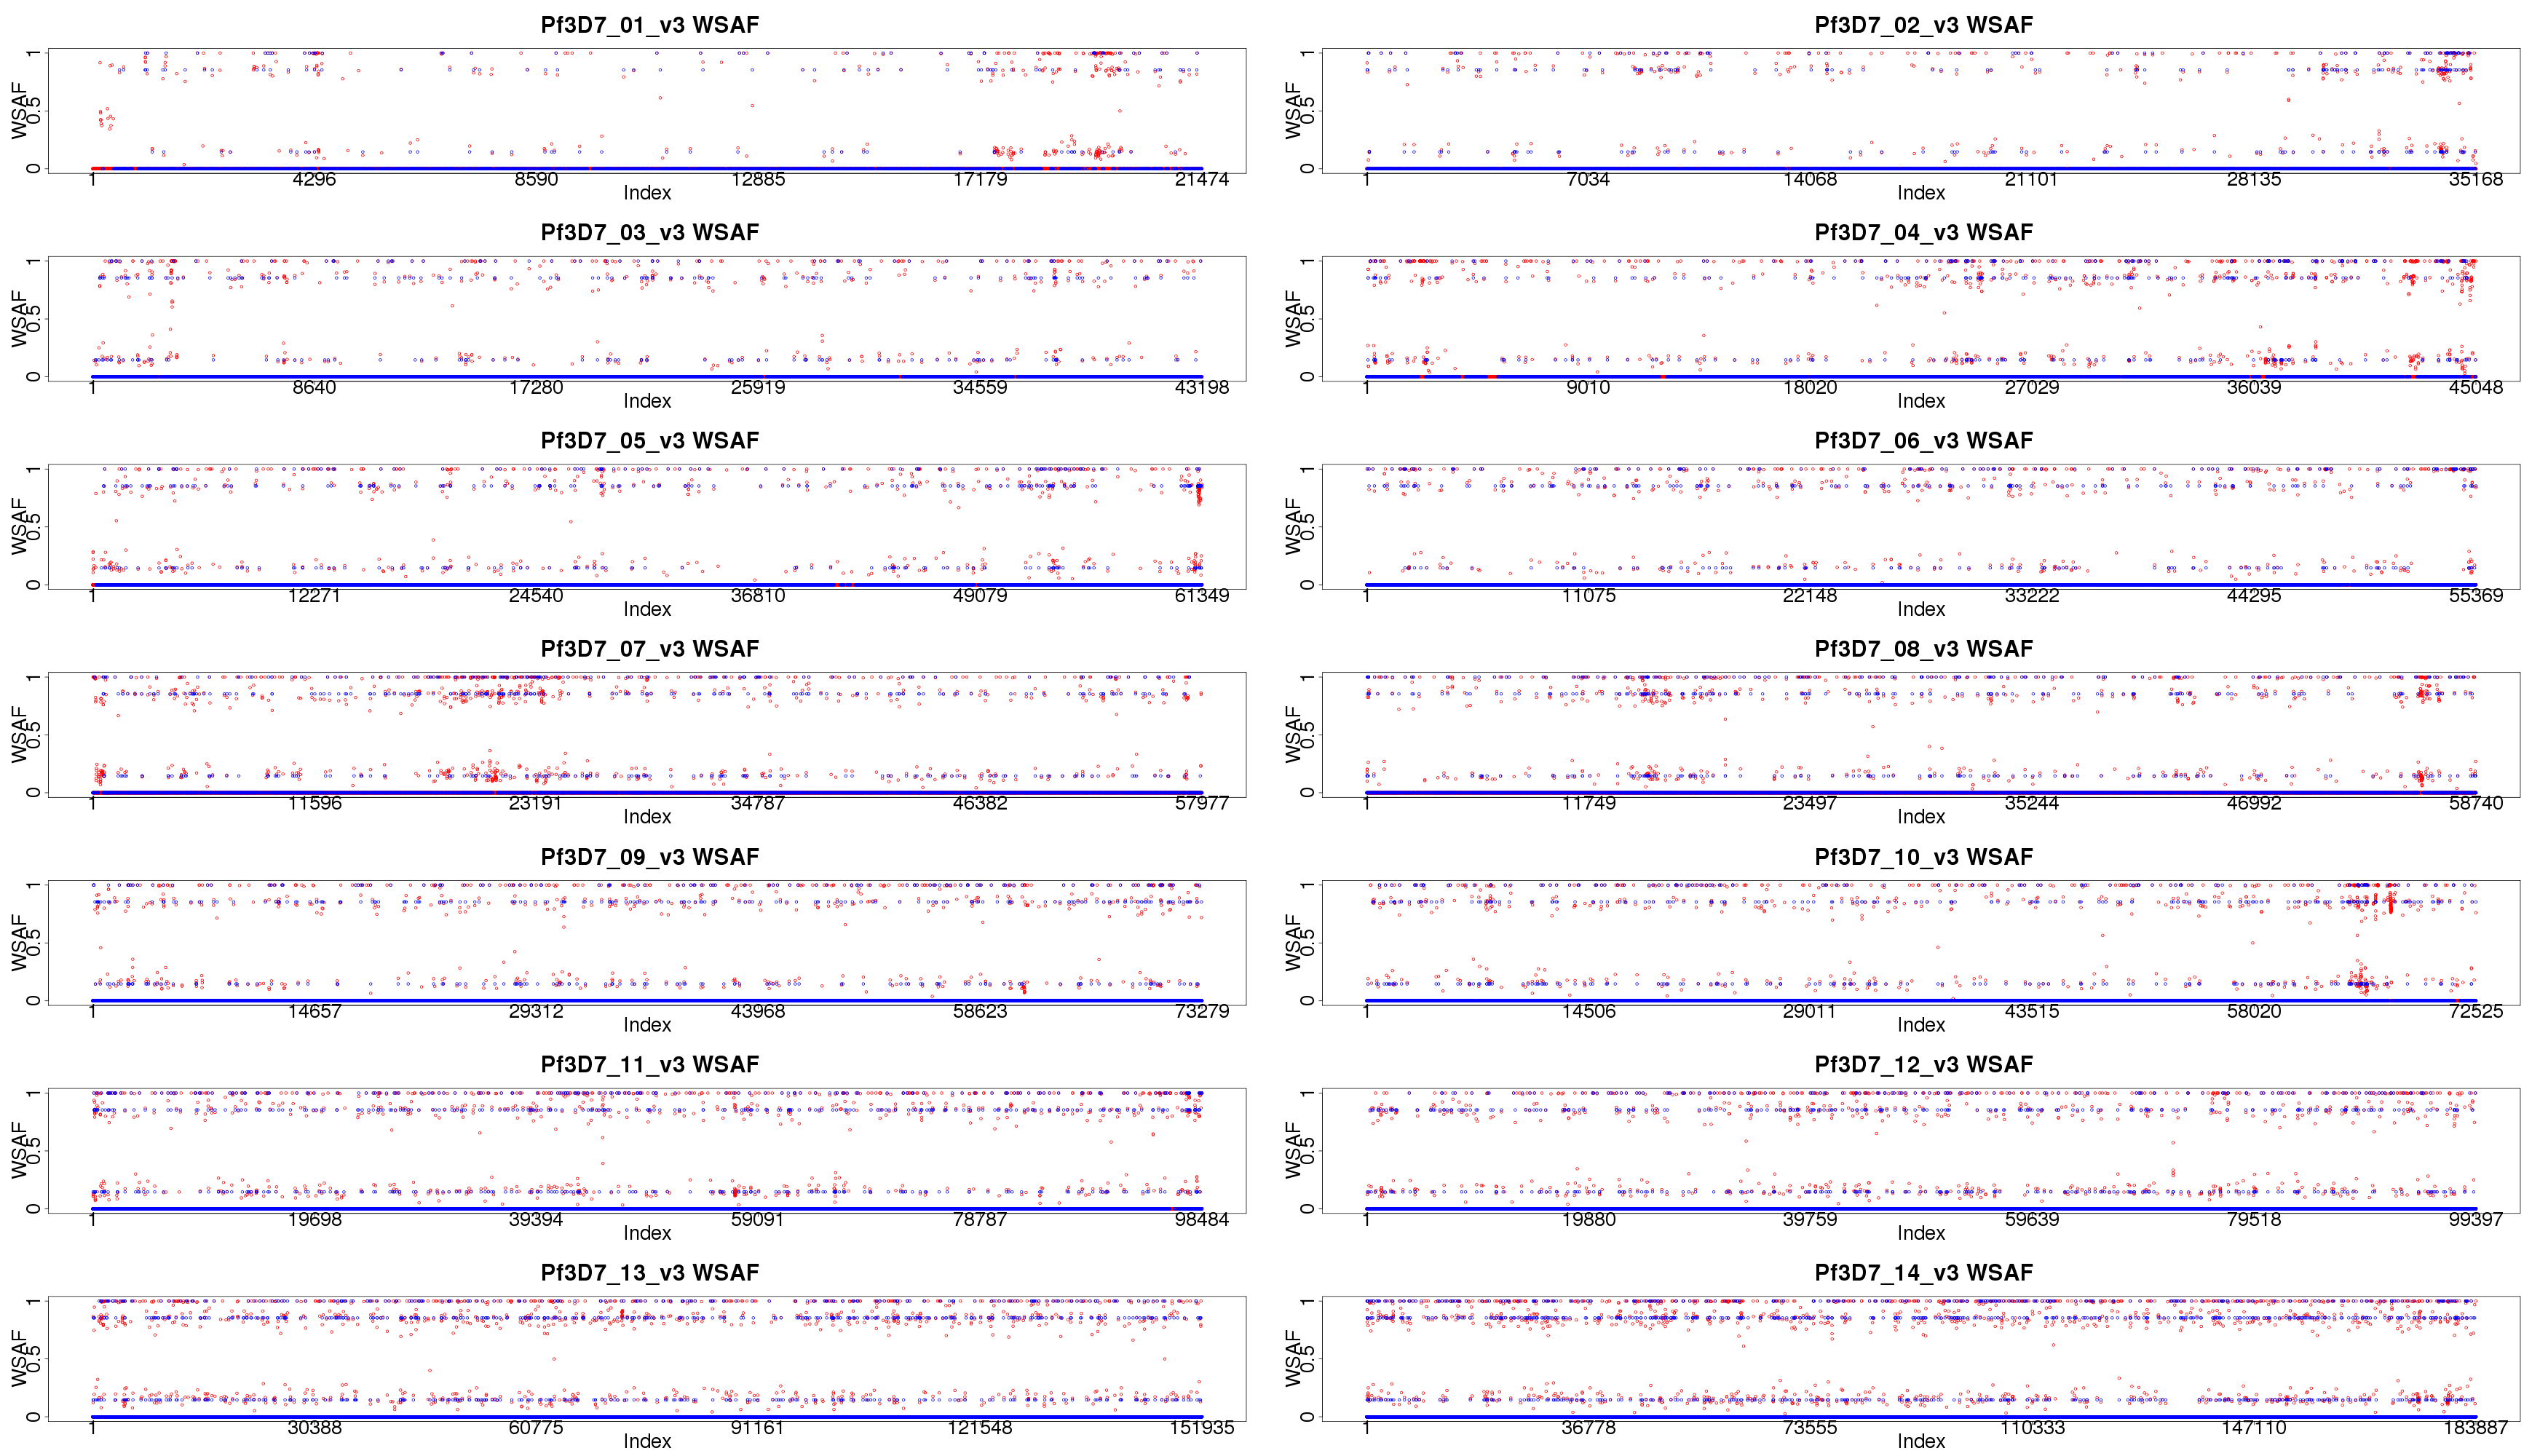 Pf3D7_01_v3 WSAF
WSAF
1
0.5
0
1 4296 8590 12885 17179 21474
Index
Pf3D7_02_v3 WSAF
WSAF
1
0.5
0
1 7034 14068 21101 28135 35168
Index
Pf3D7_03_v3 WSAF
WSAF
1
0.5
0
1 8640 17280 25919 34559 43198
Index
Pf3D7_04_v3 WSAF
WSAF
1
0.5
0
1 9010 18020 27029 36039 45048
Index
Pf3D7_05_v3 WSAF
WSAF
1
0.5
0
1 12271 24540 36810 49079 61349
Index
Pf3D7_06_v3 WSAF
WSAF
1
0.5
0
1 11075 22148 33222 44295 55369
Index
Pf3D7_07_v3 WSAF
WSAF
1
0.5
0
1 11596 23191 34787 46382 57977
Index
Pf3D7_08_v3 WSAF
WSAF
1
0.5
0
1 11749 23497 35244 46992 58740
Index
Pf3D7_09_v3 WSAF
WSAF
1
0.5
0
1 14657 29312 43968 58623 73279
Index
Pf3D7_10_v3 WSAF
WSAF
1
0.5
0
1 14506 29011 43515 58020 72525
Index
Pf3D7_11_v3 WSAF
WSAF
1
0.5
0
1 19698 39394 59091 78787 98484
Index
Pf3D7_12_v3 WSAF
WSAF
1
0.5
0
1 19880 39759 59639 79518 99397
Index
Pf3D7_13_v3 WSAF
WSAF
1
0.5
0
1 30388 60775 91161 121548 151935
Index
Pf3D7_14_v3 WSAF
WSAF
1
0.5
0
1 36778 73555 110333 147110 183887
Index